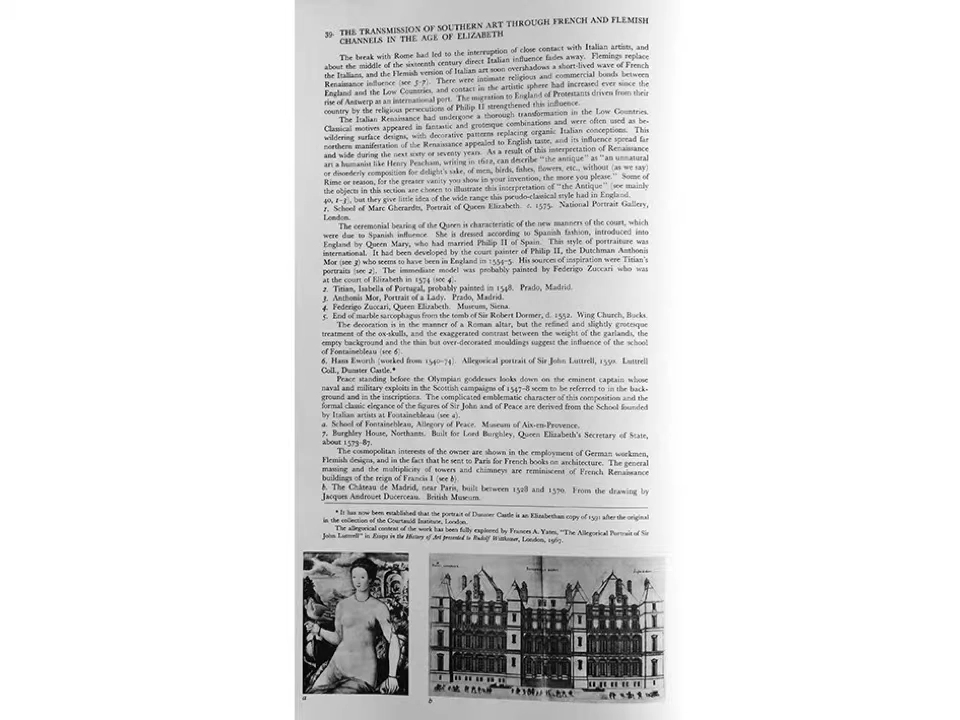 39. THE TRANSMISSION OF SOUTHERN ART THROUGH FRENCH AND FLEMISH
CHANNELS IN THE AGE OF ELIZABETH
The break with Rome had led to the interruption of close contact with Italian artists, and
about the middle of the sixteenth century direct Italian influence fades away. Flemings replace
the Italians, and the Flemish version of Italian art soon overshadows a short-lived wave of French
Renaissance influence (see 5-7). There were intimate religious and commercial bonds between
England and the Low Countries, and contact in the artistic sphere had increased ever since the
rise of Antwerp as an international port. The migration to England of Protestants driven from their
country by the religious persecutions of Philip II strengthened this influence.
The Italian Renaissance had undergone a thorough transformation in the Low Countries.
Classical motives appeared in fantastic and grotesque combinations and were often used as be-
wildering surface designs, with decorative patterns replacing organic Italian conceptions. This
northern manifestation of the Renaissance appealed to English taste, and its influence spread far
and wide during the next sixty or seventy years. As a result of this interpretation of Renaissance
art a humanist like Henry Peacham, writing in 1612, can describe "the antique" as "an unnatural
or disorderly composition for delight's sake, of men, birds, fishes, flowers, etc., without (as we say)
Rime or reason, for the greater vanity you show in your invention, the more you please." Some of
the objects in this section are chosen to illustrate this interpretation of "the Antique" (see mainly
40, 1-3), but they give little idea of the wide range this pseudo-classical style had in England.
1. School of Marc Gherardts, Portrait of Queen Elizabeth. c. 1575. National Portrait Gallery,
London.
The ceremonial bearing of the Queen is characteristic of the new manners of the court, which
were due to Spanish influence. She is dressed according to Spanish fashion, introduced into
England by Queen Mary, who had married Philip II of Spain. This style of portraiture was
international. It had been developed by the court painter of Philip II, the Dutchman Anthonis
Mor (see 3) who seems to have been in England in 1554-5. His sources of inspiration were Titian's
portraits (see 2). The immediate model was probably painted by Federigo Zuccari who was
at the court of Elizabeth in 1574 (see 4).
2. Titian, Isabella of Portugal, probably painted in 1548. Prado, Madrid.
3. Anthonis Mor, Portrait of a Lady. Prado, Madrid.
4. Federigo Zuccari, Queen Elizabeth. Museum, Siena.
5. End of marble sarcophagus from the tomb of Sir Robert Dormer, d. 1552. Wing Church, Bucks.
The decoration is in the manner of a Roman altar, but the refined and slightly grotesque
treatment of the ox-skulls, and the exaggerated contrast between the weight of the garlands, the
empty background and the thin but over-decorated mouldings suggest the influence of the school
of Fontainebleau (see 6).
6. Hans Eworth (worked from 1540-74). Allegorical portrait of Sir John Luttrell, 1550. Luttrell
Coll., Dunster Castle.*
Peace standing before the Olympian goddesses looks down on the eminent captain whose
naval and military exploits in the Scottish campaigns of 1547-8 seem to be referred to in the back-
ground and in the inscriptions. The complicated emblematic character of this composition and the
formal classic elegance of the figures of Sir John and of Peace are derived from the School founded
by Italian artists at Fontainebleau (see a).
a. School of Fontainebleau, Allegory of Peace. Museum of Aix-en-Provence.
7. Burghley House, Northants. Built for Lord Burghley, Queen Elizabeth's Secretary of State,
about 1573-87.
The cosmopolitan interests of the owner are shown in the employment of German workmen,
Flemish designs, and in the fact that he sent to Paris for French books on architecture. The general
massing and the multiplicity of towers and chimneys are reminiscent of French Renaissance
buildings of the reign of Francis I (see b).
b. The Château de Madrid, near Paris, built between 1528 and 1570. From the drawing by
Jacques Androuet Ducerceau. British Museum.
* It has now been established that the portrait of Dunster Castle is an Elizabethan copy of 1591 after the original
in the collection of the Courtauld Institute, London.
The allegorical content of the work has been fully explored by Frances A. Yates, "The Allegorical Portrait of Sir
John Luttrell" in Essays in the History of Art presented to Rudolf Wittkower, London, 1967.
a
b